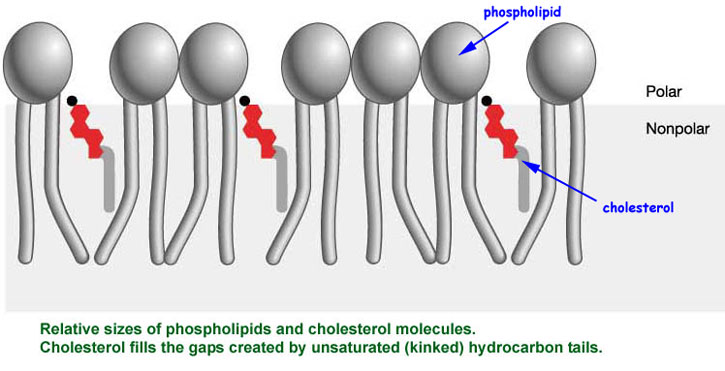 phospholipid
Polar
Nonpolar
cholesterol
Relative sizes of phospholipids and cholesterol molecules.
Cholesterol fills the gaps created by unsaturated (kinked) hydrocarbon tails.